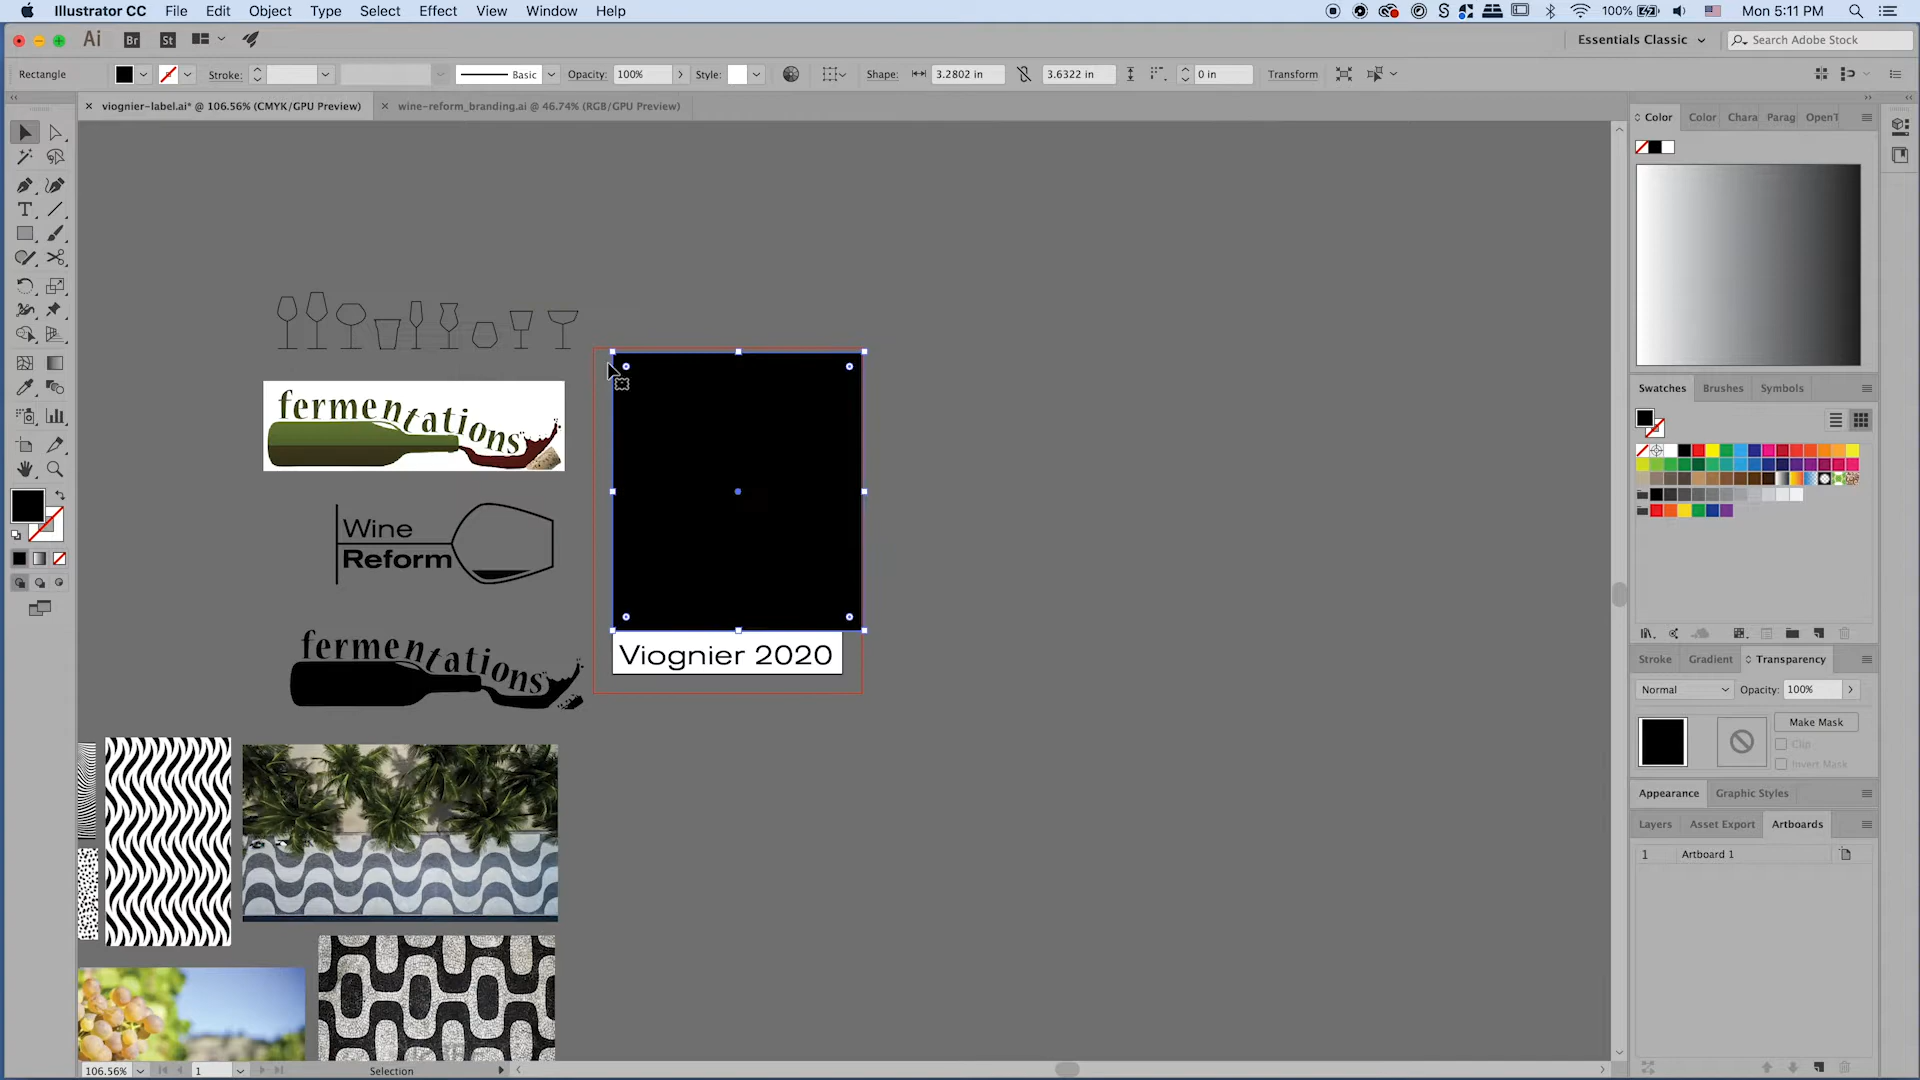 Illustrator CC File Edit Object Type Select Effect View Window Help
100% Mon 5:11 PM
Ai Br St Essentials Classic Search Adobe Stock
Rectangle Stroke: Basic Opacity: 100% Style: Shape: 3.2802 in 3.6322 in 0 in Transform
viognier-label.ai* @ 106.56% (CMYK/GPU Preview) wine-reform_branding.ai @ 46.74% (RGB/GPU Preview)
Color Color Chara Parag OpenT
fermentations
Swatches Brushes Symbols
Wine
Reform
fermentations
Viognier 2020
Stroke Gradient Transparency
Normal Opacity: 100%
Make Mask
Clip
Invert Mask
Appearance Graphic Styles
Layers Asset Export Artboards
1 Artboard 1
106.56% 1 Selection